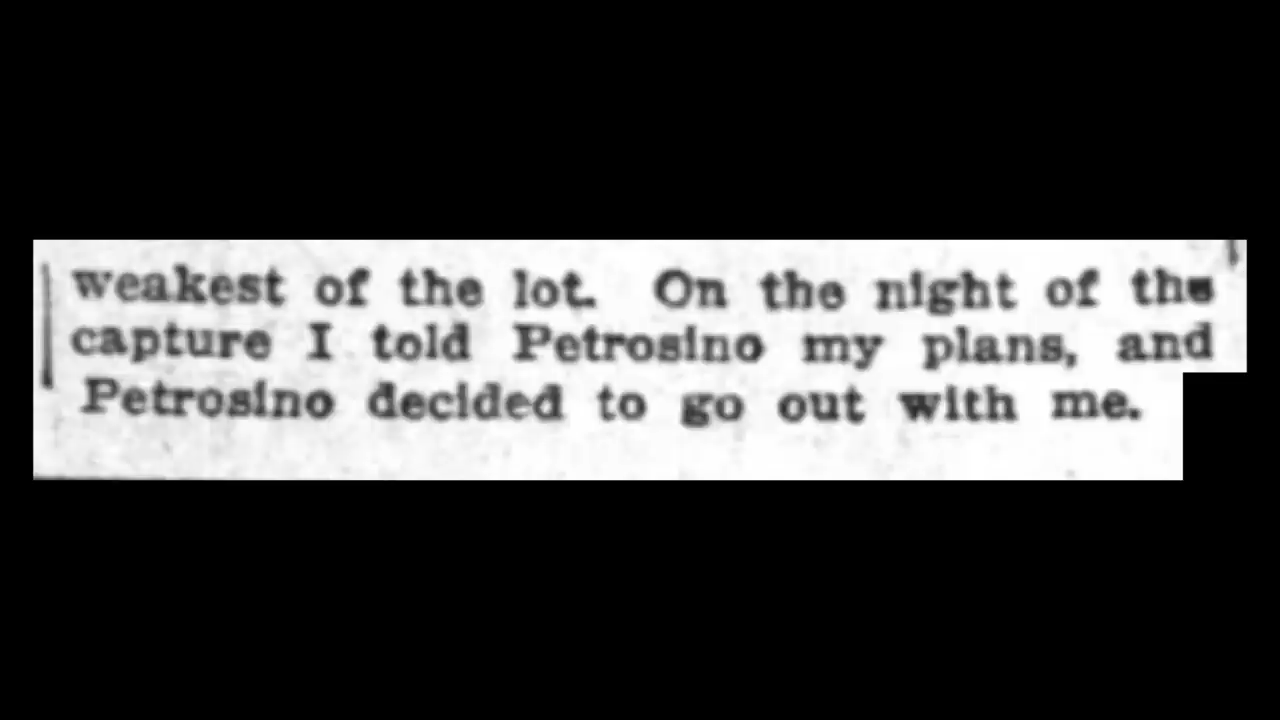 weakest of the lot. On the night of the
capture I told Petrosino my plans, and
Petrosino decided to go out with me.